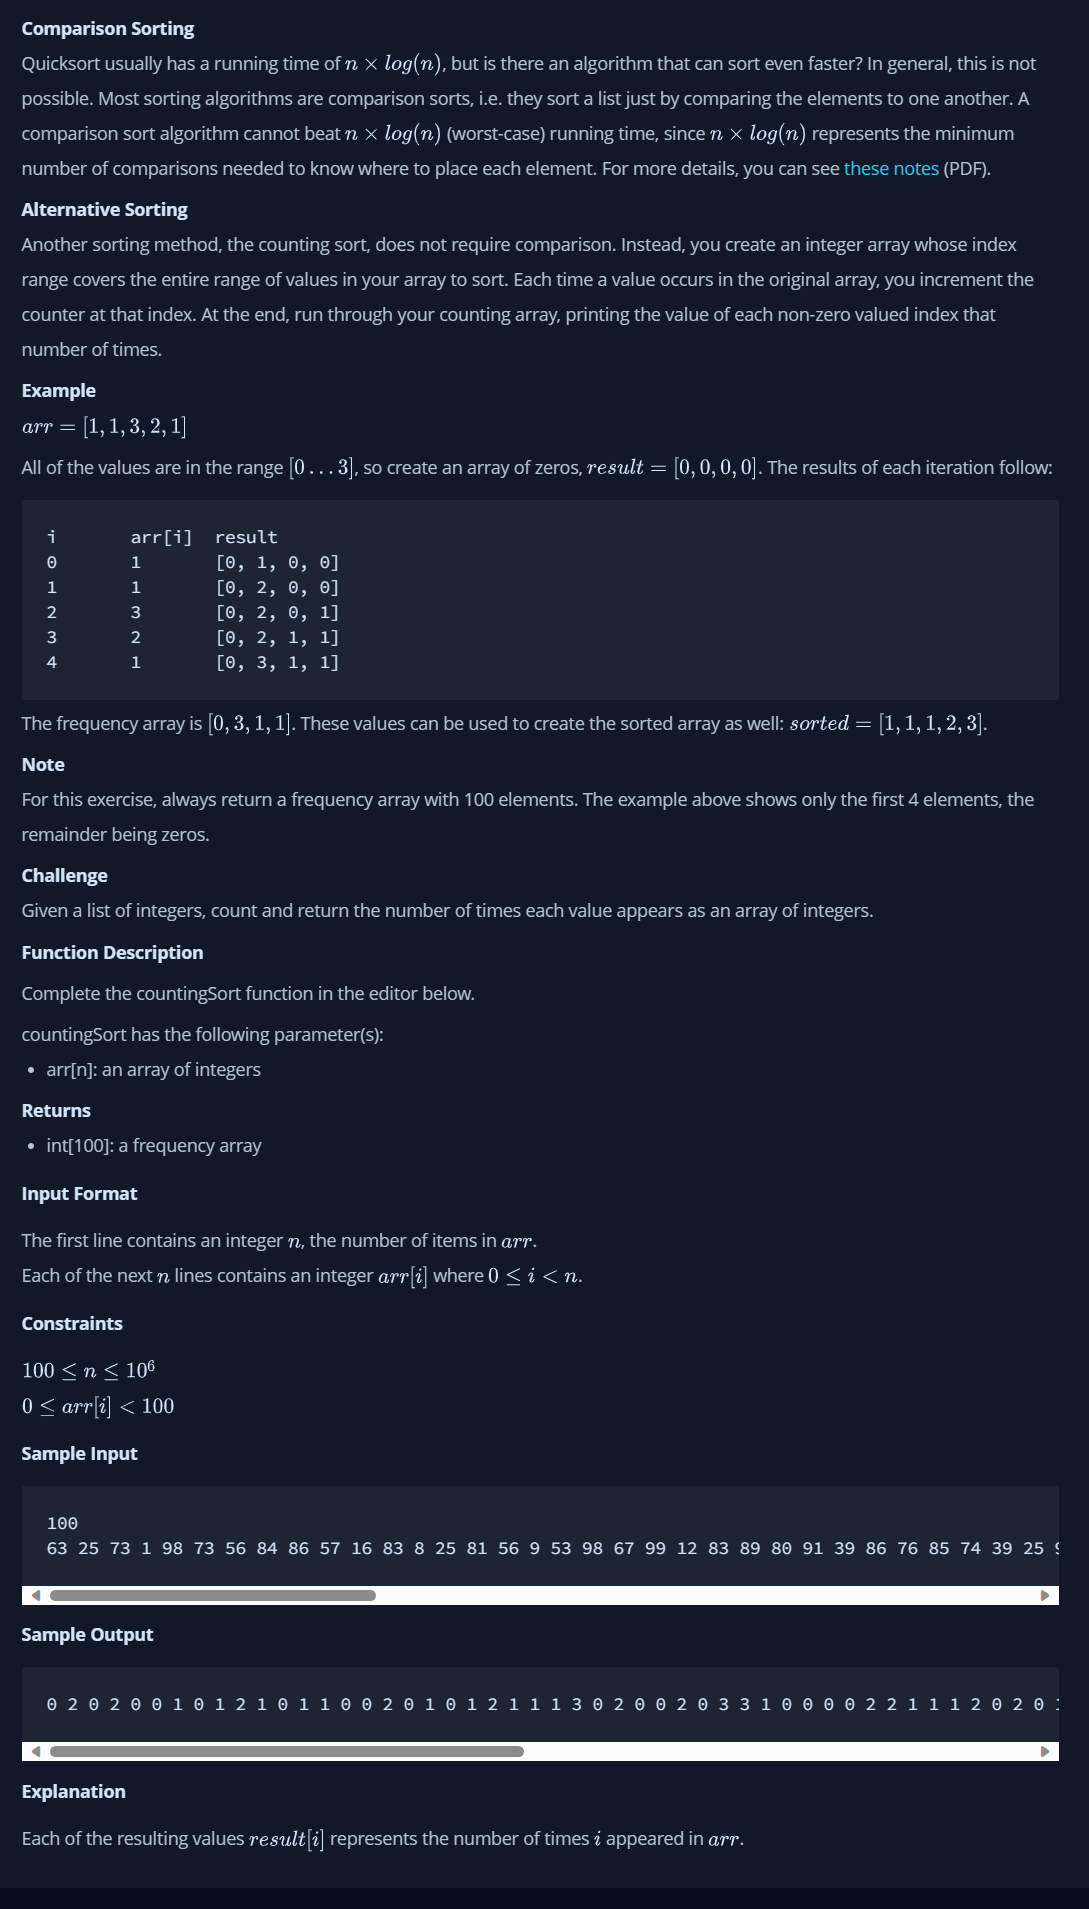 Comparison Sorting
Quicksort usually has a running time of n × log(n), but is there an algorithm that can sort even faster? In general, this is not
possible. Most sorting algorithms are comparison sorts, i.e. they sort a list just by comparing the elements to one another. A
comparison sort algorithm cannot beat n × log(n) (worst-case) running time, since n × log(n) represents the minimum
number of comparisons needed to know where to place each element. For more details, you can see these notes (PDF).
Alternative Sorting
Another sorting method, the counting sort, does not require comparison. Instead, you create an integer array whose index
range covers the entire range of values in your array to sort. Each time a value occurs in the original array, you increment the
counter at that index. At the end, run through your counting array, printing the value of each non-zero valued index that
number of times.
Example
arr = [1, 1, 3, 2, 1]
All of the values are in the range [0 . . . 3], so create an array of zeros, result = [0, 0, 0, 0]. The results of each iteration follow:
i arr[i] result
0 1 [0, 1, 0, 0]
1 1 [0, 2, 0, 0]
2 3 [0, 2, 0, 1]
3 2 [0, 2, 1, 1]
4 1 [0, 3, 1, 1]
The frequency array is [0, 3, 1, 1]. These values can be used to create the sorted array as well: sorted = [1, 1, 1, 2, 3].
Note
For this exercise, always return a frequency array with 100 elements. The example above shows only the first 4 elements, the
remainder being zeros.
Challenge
Given a list of integers, count and return the number of times each value appears as an array of integers.
Function Description
Complete the countingSort function in the editor below.
countingSort has the following parameter(s):
• arr[n]: an array of integers
Returns
• int[100]: a frequency array
Input Format
The first line contains an integer n, the number of items in arr.
Each of the next n lines contains an integer arr[i] where 0 ≤ i < n.
Constraints
100 ≤ n ≤ 10⁶
0 ≤ arr[i] < 100
Sample Input
100
63 25 73 1 98 73 56 84 86 57 16 83 8 25 81 56 9 53 98 67 99 12 83 89 80 91 39 86 76 85 74 39 25
Sample Output
0 2 0 2 0 0 1 0 1 2 1 0 1 1 0 0 2 0 1 0 1 2 1 1 1 3 0 2 0 0 2 0 3 3 1 0 0 0 0 2 2 1 1 1 2 0 2 0
Explanation
Each of the resulting values result[i] represents the number of times i appeared in arr.